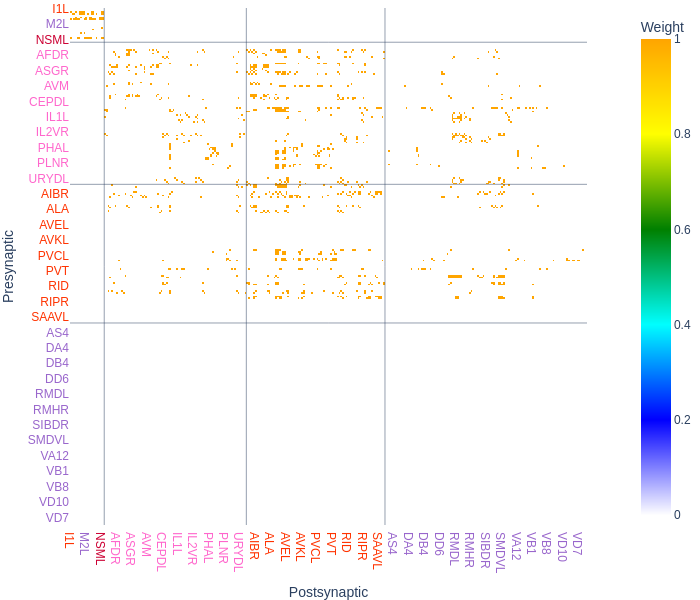 Weight
1
0.8
0.6
0.4
0.2
0
Presynaptic
I1L
M2L
NSML
AFDR
ASGR
AVM
CEPDL
IL1L
IL2VR
PHAL
PLNR
URYDL
AIBR
ALA
AVEL
AVKL
PVCL
PVT
RID
RIPR
SAAVL
AS4
DA4
DB4
DD6
RMDL
RMHR
SIBDR
SMDVL
VA12
VB1
VB8
VD10
VD7
I1L
M2L
NSML
AFDR
ASGR
AVM
CEPDL
IL1L
IL2VR
PHAL
PLNR
URYDL
AIBR
ALA
AVEL
AVKL
PVCL
PVT
RID
RIPR
SAAVL
AS4
DA4
DB4
DD6
RMDL
RMHR
SIBDR
SMDVL
VA12
VB1
VB8
VD10
VD7
Postsynaptic